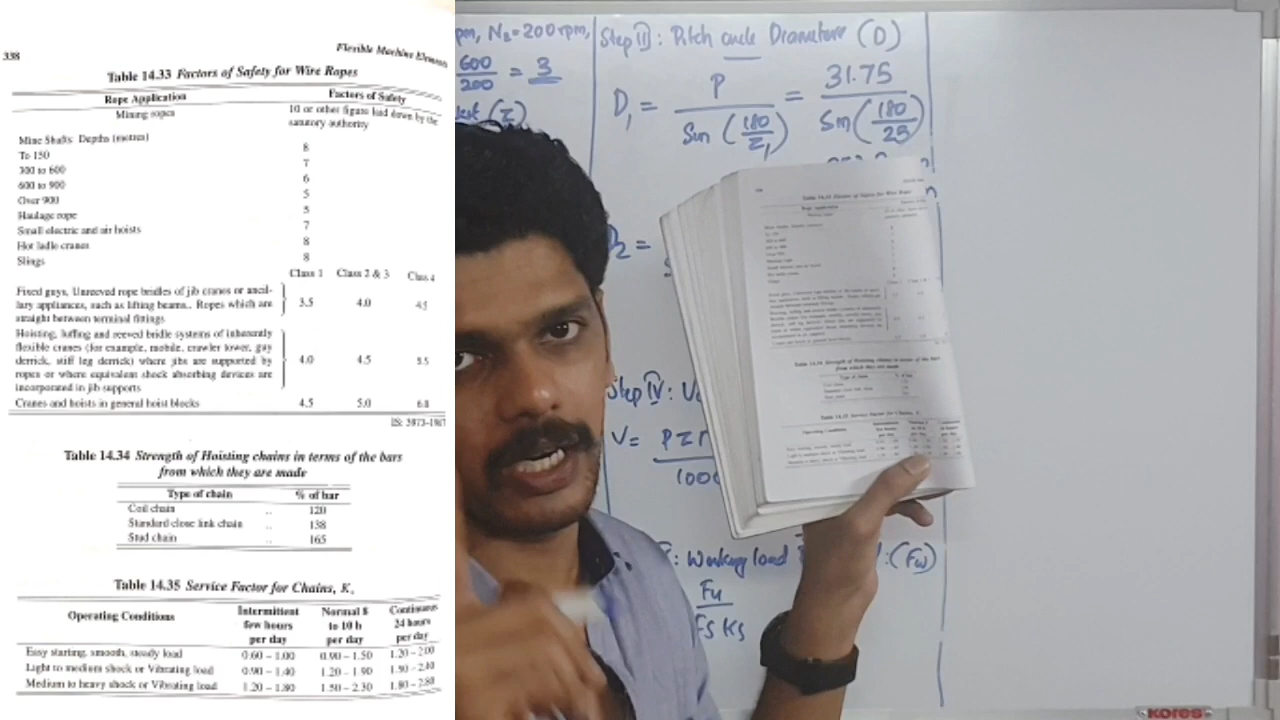 338
Flexible Machine Elemen
Table 14.33 Factors of Safety for Wire Ropes
Rope Application
Factors of Safety
Mining ropes
10 or other figure laid down by the
statutory authority
Mine Shafts Depths (metres)
To 150 8
300 to 600 7
600 to 900 6
Over 900 5
Haulage rope 5
Small electric and air hoists 7
Hot ladle cranes 8
Slings 8
Class 1 Class 2 & 3 Class 4
Fixed guys, Unreeved rope bridles of jib cranes or ancil-
lary appliances, such as lifting beams.. Ropes which are 3.5 4.0 4.5
straight between terminal fittings
Hoisting, luffing and reeved bridle systems of inherently
flexible cranes (for example, mobile, crawler tower, guy
derrick, stiff leg derrick) where jibs are supported by 4.0 4.5 5.5
ropes or where equivalent shock absorbing devices are
incorporated in jib supports
Cranes and hoists in general hoist blocks 4.5 5.0
IS: 3973-1987
Table 14.34 Strength of Hoisting chains in terms of the bars
from which they are made
Type of chain % of bar
Coil chain .. 120
Standard close link chain .. 138
Stud chain .. 165
Table 14.35 Service Factor for Chains, Ks
Operating Conditions
Intermittent few hours per day
Normal 8 to 10 h per day
Continuous 24 hours per day
Easy starting, smooth, steady load 0.60 – 1.00 0.90 – 1.50 1.20 – 2.00
Light to medium shock or Vibrating load 0.90 – 1.40 1.20 – 1.90
Medium to heavy shock or Vibrating load 1.20 – 1.80 1.50 – 2.30 1.80 – 2.80
pm, N2=200rpm,
600/200 = 3
Step III: Pitch circle Diameter (D)
D1 = P / Sin (180/Z1) = 31.75 / Sin (180/25)
Step IV:
V = PZ
1000
Working load
(Fw)
Fu / Fs Ks
kores